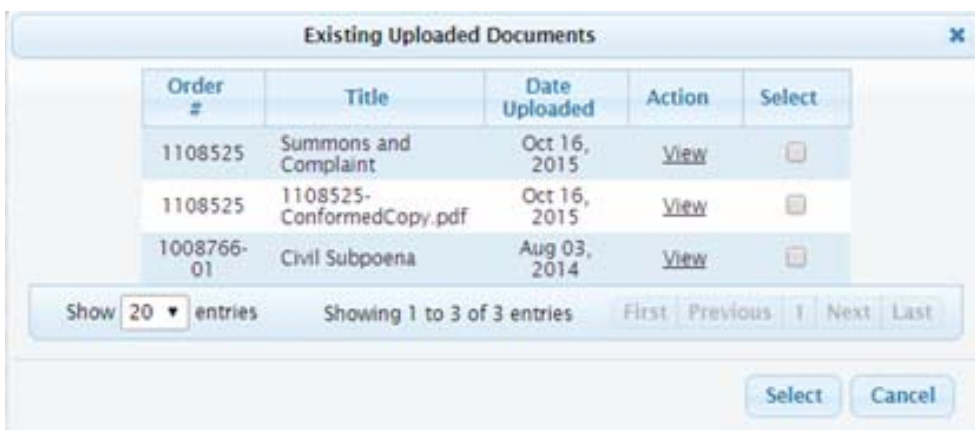 Existing Uploaded Documents ✖
Order # Title Date Uploaded Action Select
1108525 Summons and Complaint Oct 16, 2015 View
1108525 1108525-ConformedCopy.pdf Oct 16, 2015 View
1008766-01 Civil Subpoena Aug 03, 2014 View
Show 20 ▼ entries Showing 1 to 3 of 3 entries First Previous 1 Next Last
Select Cancel